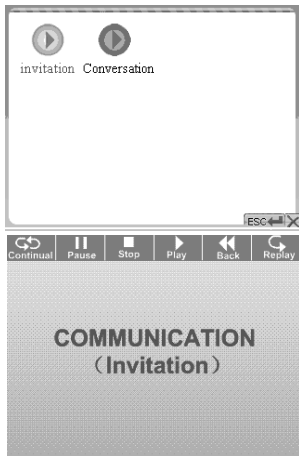 invitation Conversation
ESC
Continual Pause Stop Play Back Replay
COMMUNICATION
（Invitation）